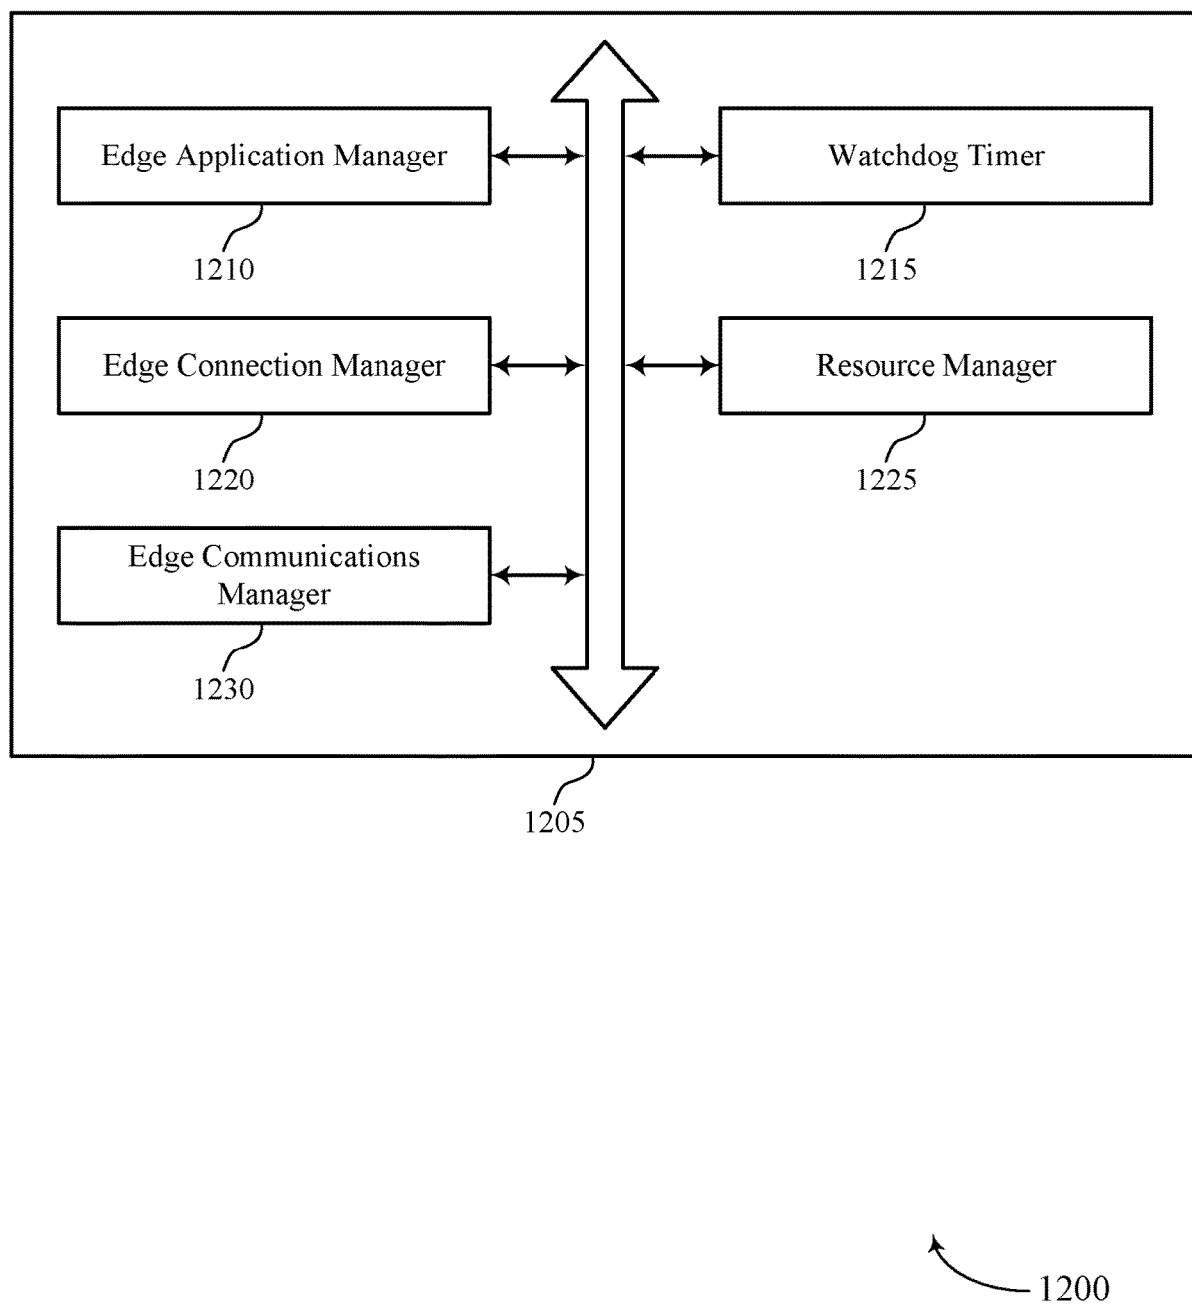 Edge Application Manager
Watchdog Timer
1210
1215
Edge Connection Manager
Resource Manager
1220
1225
Edge Communications
Manager
1230
1205
1200